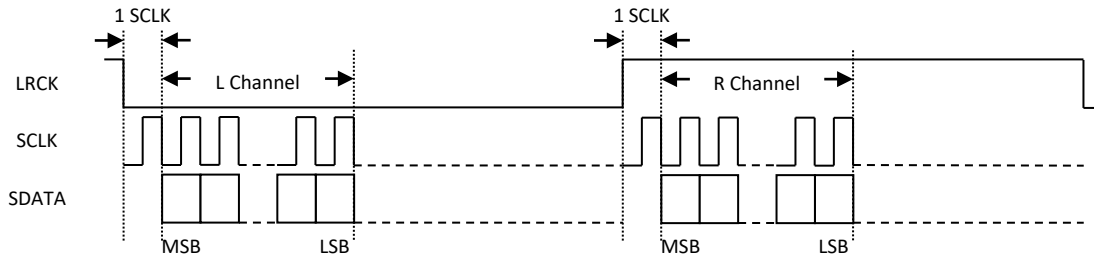 1 SCLK 1 SCLK
LRCK L Channel R Channel
SCLK
SDATA
MSB LSB MSB LSB